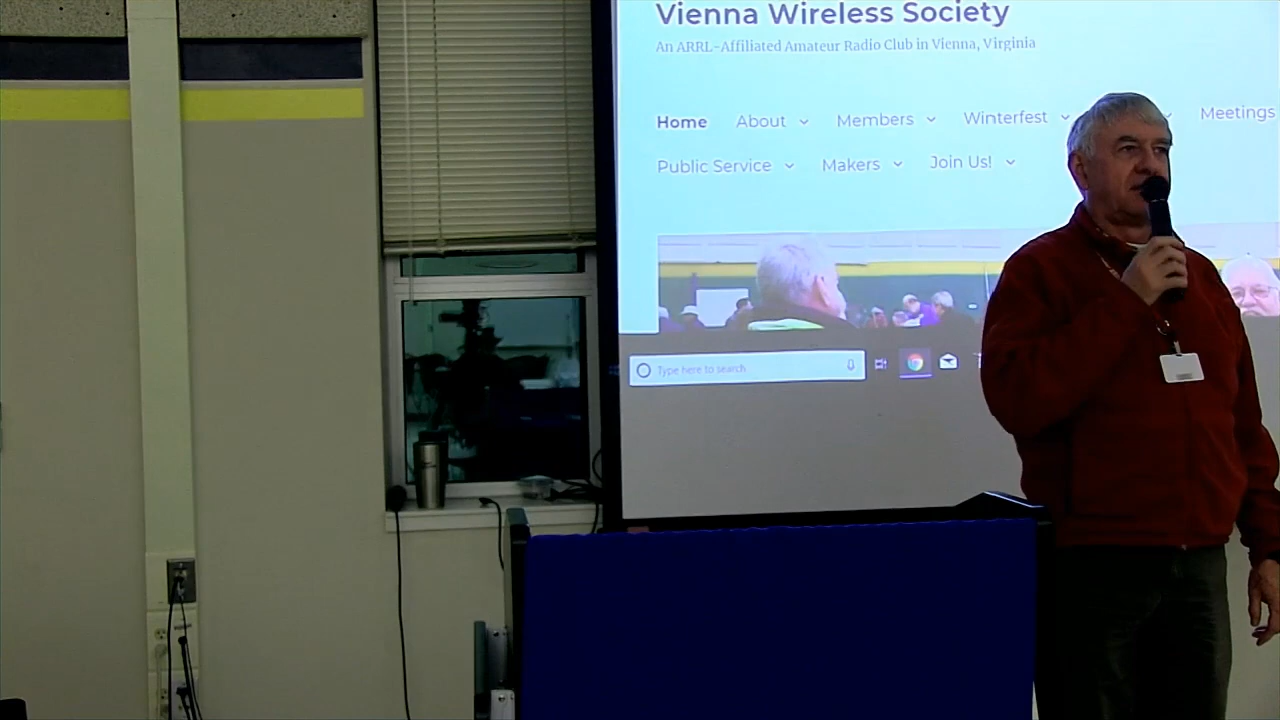 Vienna Wireless Society
An ARRL-Affiliated Amateur Radio Club in Vienna, Virginia
Home About Members Winterfest Meetings
Public Service Makers Join Us!
Type here to search